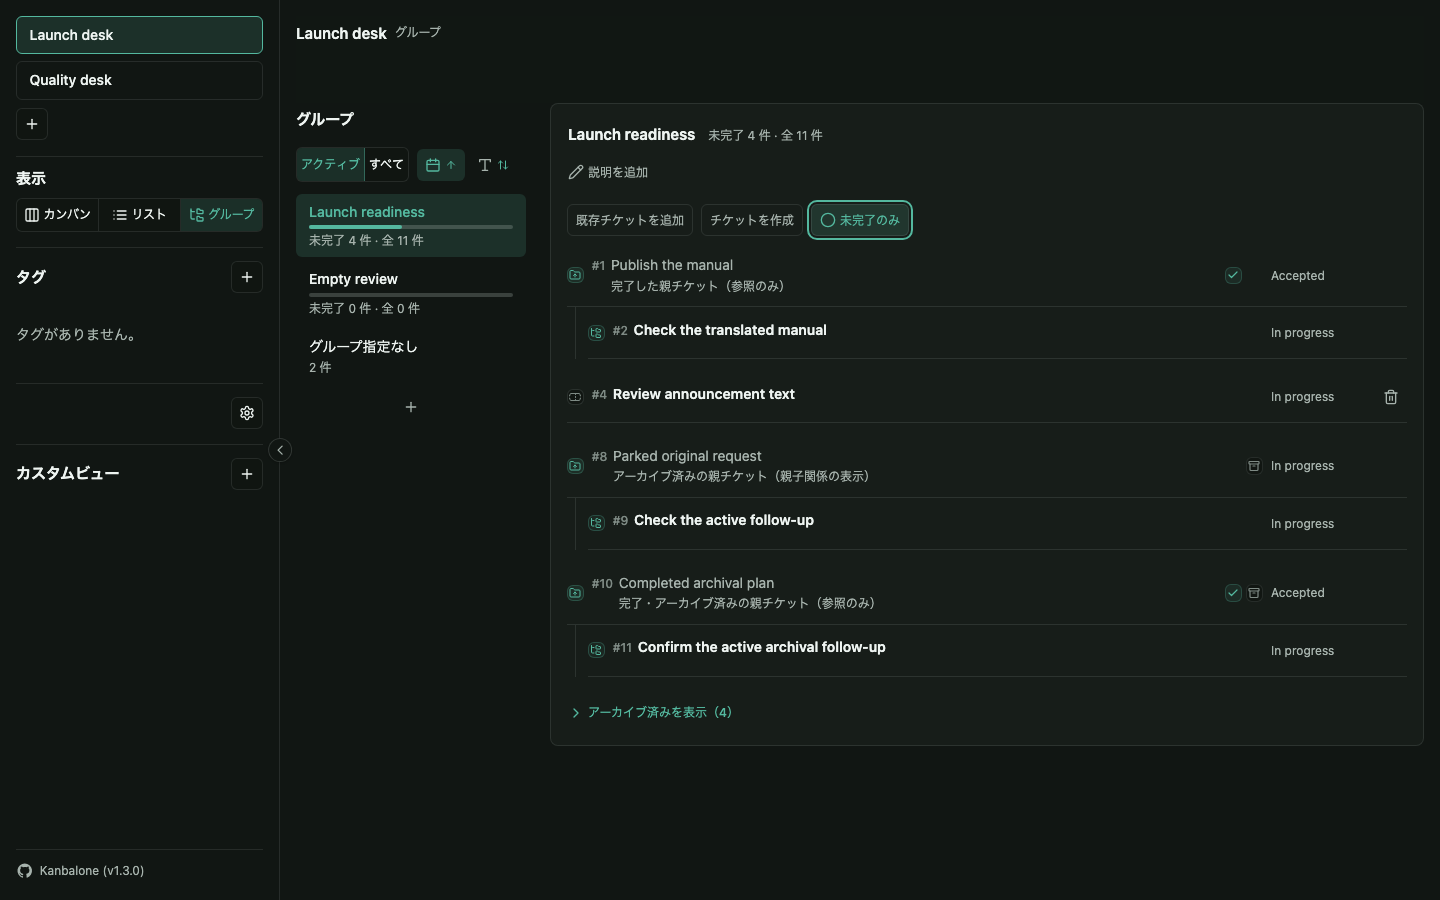 Launch desk
Quality desk
表示
カンバン
リスト
グループ
タグ
タグがありません。
カスタムビュー
Kanbalone (v1.3.0)
Launch desk グループ
グループ
アクティブ すべて
Launch readiness
未完了 4 件 · 全 11 件
Empty review
未完了 0 件 · 全 0 件
グループ指定なし
2 件
Launch readiness 未完了 4 件 · 全 11 件
説明を追加
既存チケットを追加 チケットを作成 未完了のみ
#1 Publish the manual
完了した親チケット（参照のみ）
Accepted
#2 Check the translated manual In progress
#4 Review announcement text In progress
#8 Parked original request
アーカイブ済みの親チケット（親子関係の表示）
In progress
#9 Check the active follow-up In progress
#10 Completed archival plan
完了・アーカイブ済みの親チケット（参照のみ）
Accepted
#11 Confirm the active archival follow-up In progress
アーカイブ済みを表示（4）